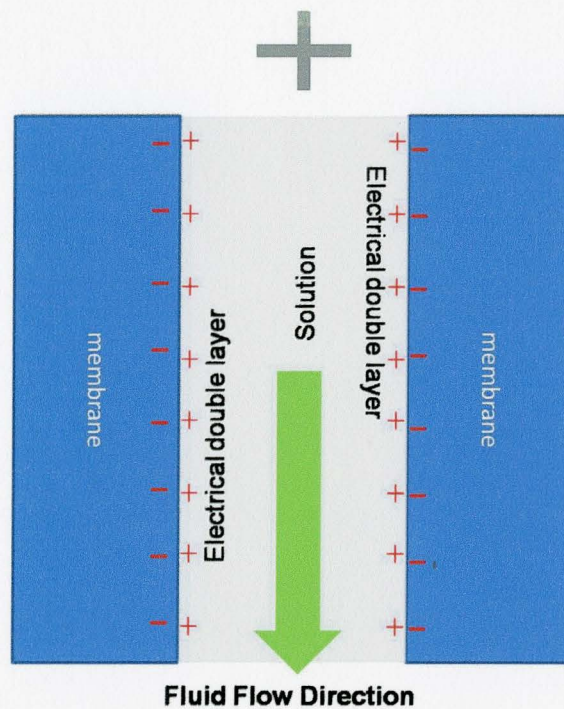 membrane
Electrical double layer
Solution
Electrical double layer
membrane
Fluid Flow Direction